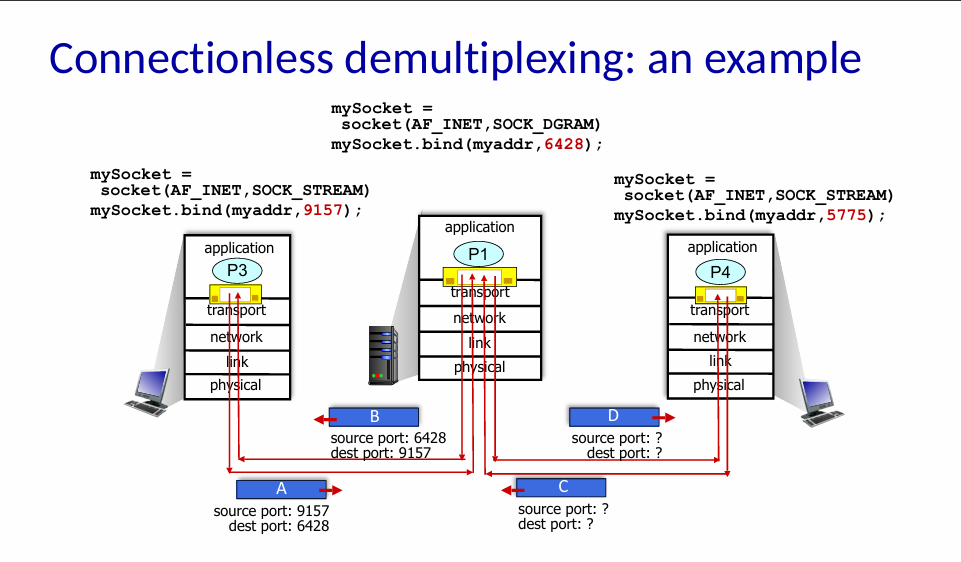 Connectionless demultiplexing: an example
mySocket =
socket(AF_INET,SOCK_DGRAM)
mySocket.bind(myaddr,6428);
mySocket =
socket(AF_INET,SOCK_STREAM)
mySocket.bind(myaddr,9157);
mySocket =
socket(AF_INET,SOCK_STREAM)
mySocket.bind(myaddr,5775);
application
P3
transport
network
link
physical
application
P1
transport
network
link
physical
application
P4
transport
network
link
physical
B
source port: 6428
dest port: 9157
D
source port: ?
dest port: ?
A
source port: 9157
dest port: 6428
C
source port: ?
dest port: ?